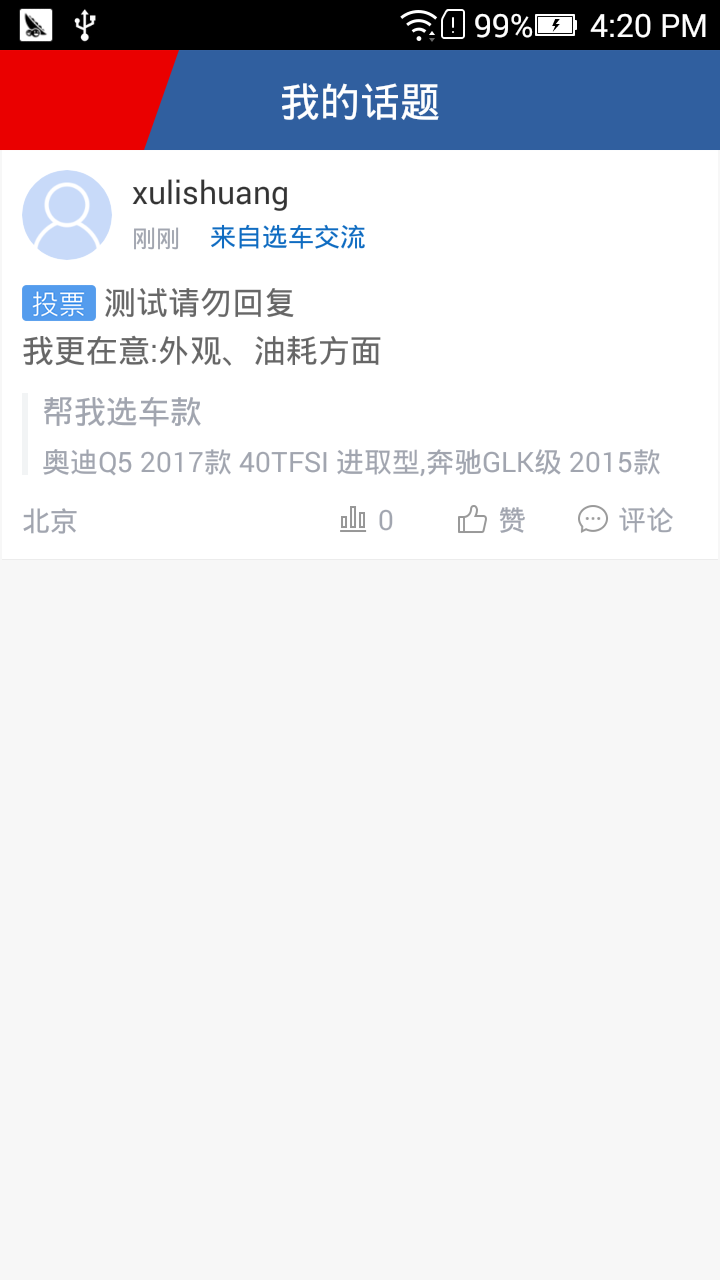 99% 4:20 PM
我的话题
xulishuang
刚刚 来自选车交流
投票 测试请勿回复
我更在意:外观、油耗方面
帮我选车款
奥迪Q5 2017款 40TFSI 进取型,奔驰GLK级 2015款
北京 0 赞 评论